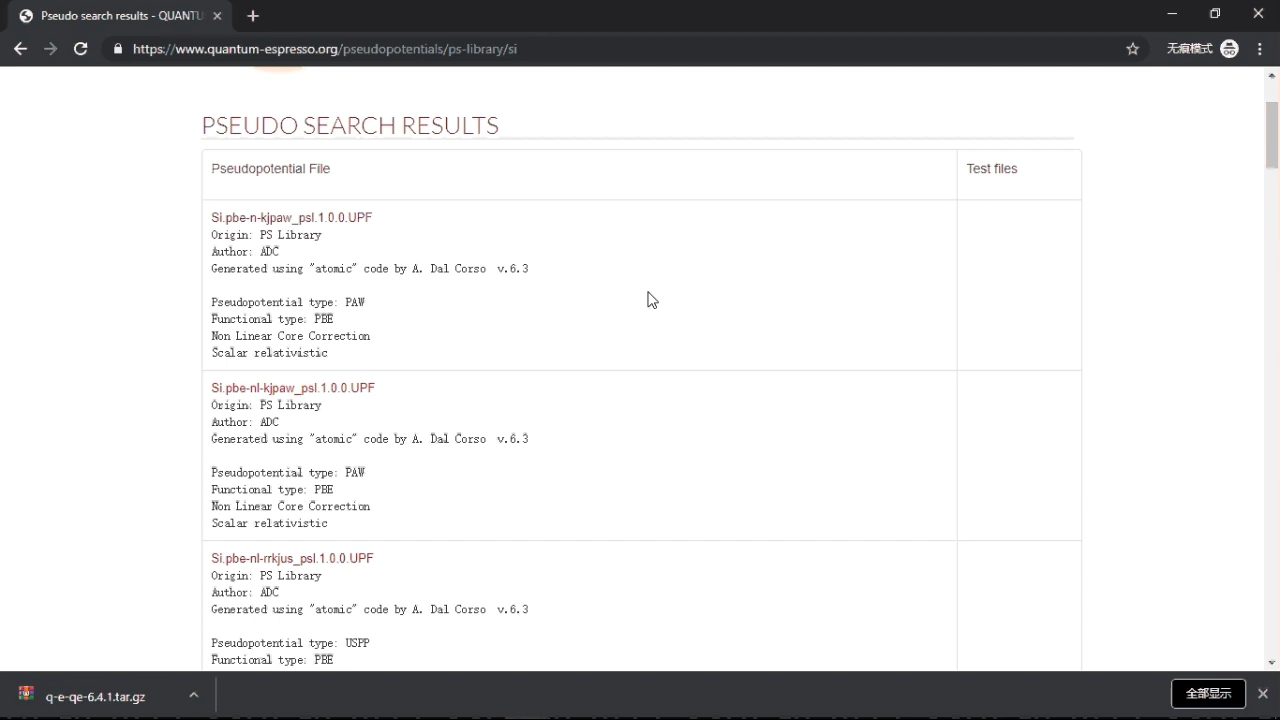 Pseudo search results - QUANTU
https://www.quantum-espresso.org/pseudopotentials/ps-library/si
无痕模式
PSEUDO SEARCH RESULTS
Pseudopotential File
Test files
Si.pbe-n-kjpaw_psl.1.0.0.UPF
Origin: PS Library
Author: ADC
Generated using "atomic" code by A. Dal Corso v.6.3
Pseudopotential type: PAW
Functional type: PBE
Non Linear Core Correction
Scalar relativistic
Si.pbe-nl-kjpaw_psl.1.0.0.UPF
Origin: PS Library
Author: ADC
Generated using "atomic" code by A. Dal Corso v.6.3
Pseudopotential type: PAW
Functional type: PBE
Non Linear Core Correction
Scalar relativistic
Si.pbe-nl-rrkjus_psl.1.0.0.UPF
Origin: PS Library
Author: ADC
Generated using "atomic" code by A. Dal Corso v.6.3
Pseudopotential type: USPP
Functional type: PBE
q-e-qe-6.4.1.tar.gz
全部显示